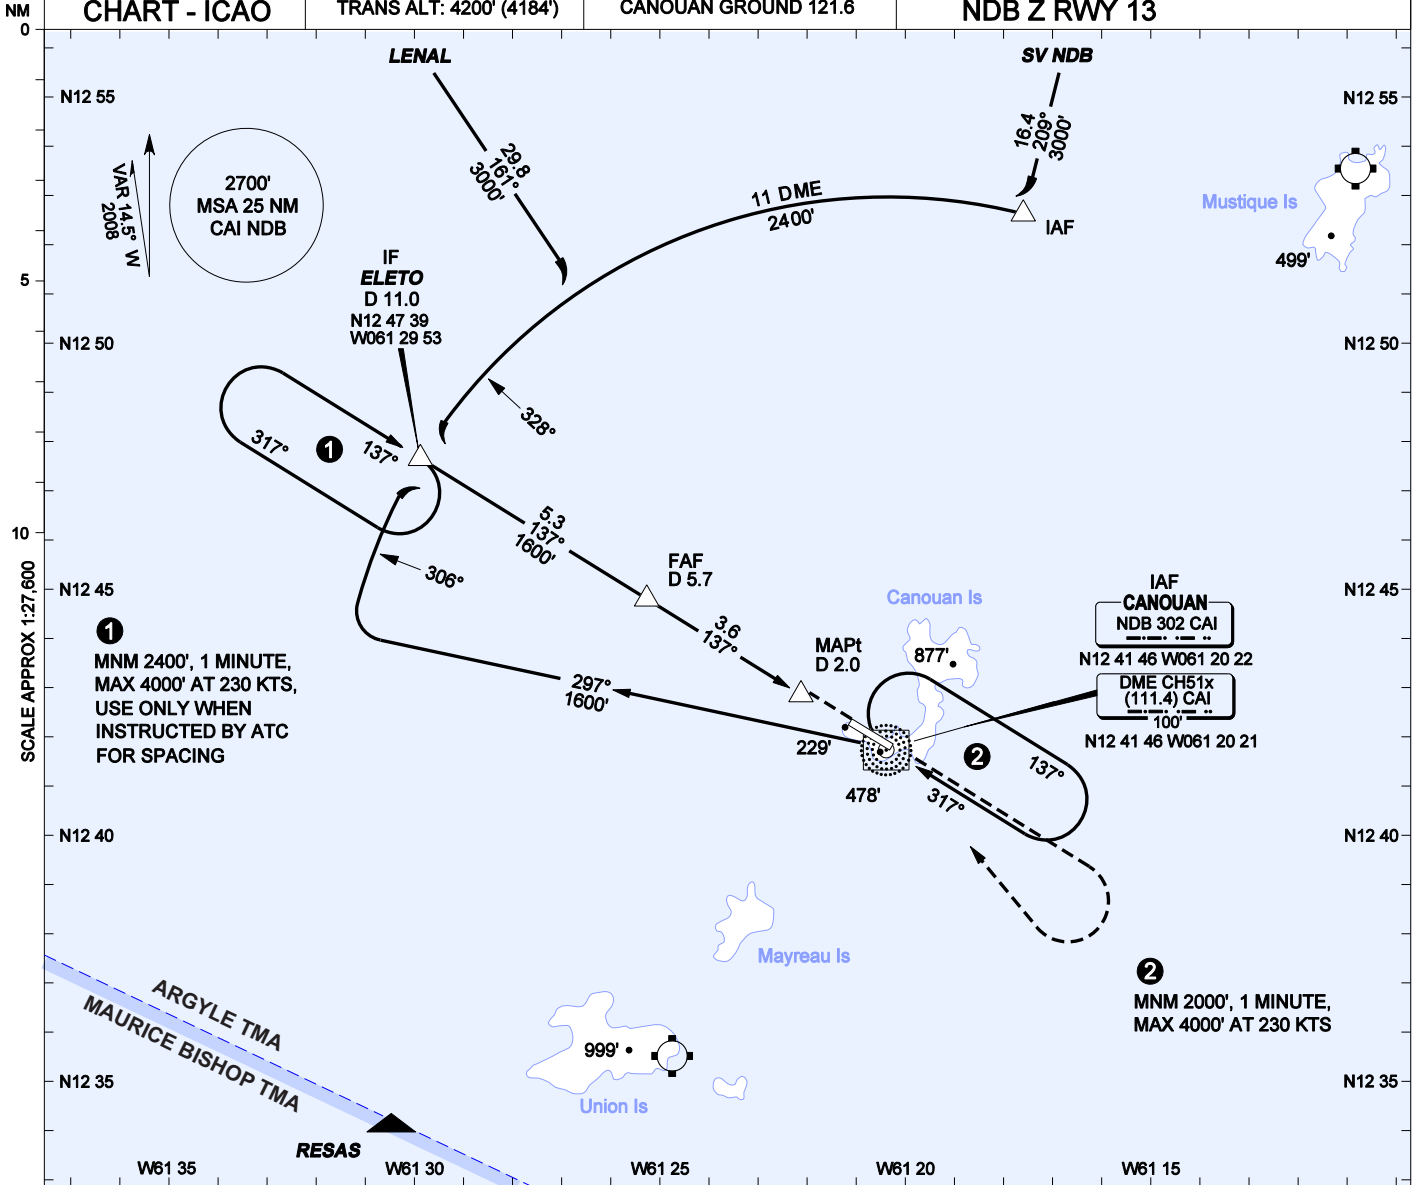 NM
CHART - ICAO
TRANS ALT: 4200' (4184')
CANOUAN GROUND 121.6
NDB Z RWY 13
0
LENAL
SV NDB
N12 55
N12 55
VAR 14.5° W
2008
2700'
MSA 25 NM
CAI NDB
29.8
161°
3000'
16.4
209°
3000'
11 DME
2400'
IAF
Mustique Is
499'
5
IF
ELETO
D 11.0
N12 47 39
W061 29 53
N12 50
N12 50
328°
317°
1
137°
10
5.3
137°
1600'
306°
FAF
D 5.7
SCALE APPROX 1:27,600
N12 45
N12 45
Canouan Is
IAF
CANOUAN
NDB 302 CAI
N12 41 46 W061 20 22
DME CH51x
(111.4) CAI
100'
N12 41 46 W061 20 21
1
MNM 2400', 1 MINUTE,
MAX 4000' AT 230 KTS,
USE ONLY WHEN
INSTRUCTED BY ATC
FOR SPACING
3.6
137°
MAPt
D 2.0
877'
297°
1600'
229'
478'
2
137°
317°
N12 40
N12 40
Mayreau Is
2
MNM 2000', 1 MINUTE,
MAX 4000' AT 230 KTS
ARGYLE TMA
MAURICE BISHOP TMA
999'
Union Is
N12 35
N12 35
RESAS
W61 35
W61 30
W61 25
W61 20
W61 15